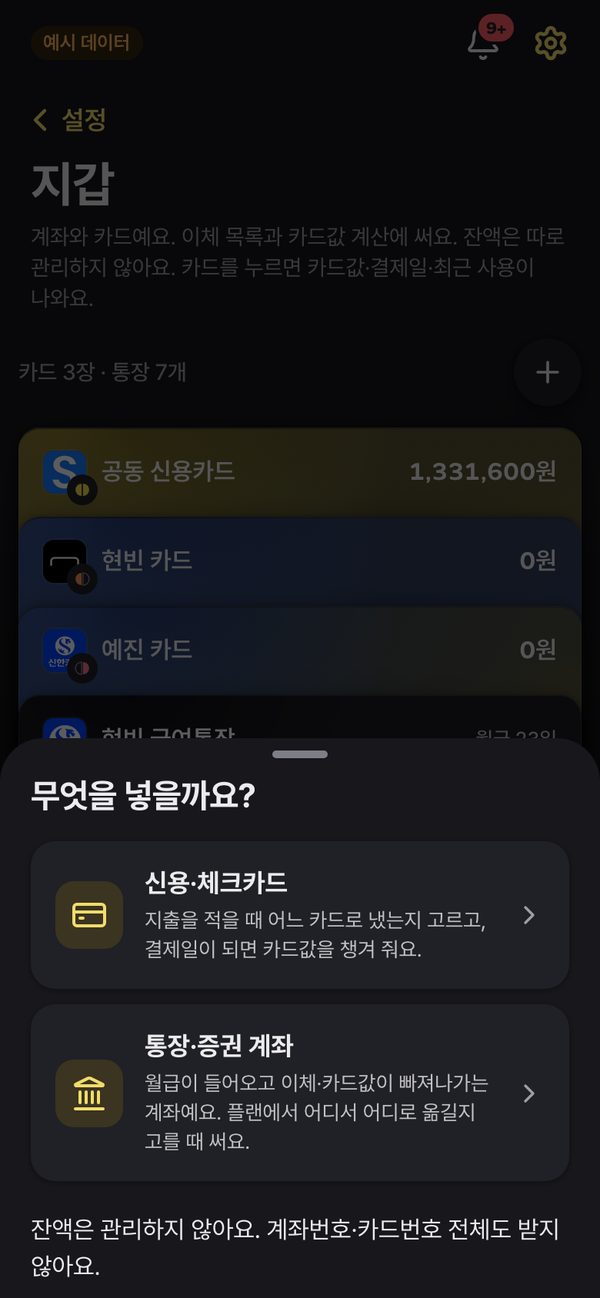 예시 데이터
9+
설정
지갑
계좌와 카드예요. 이체 목록과 카드값 계산에 써요. 잔액은 따로
관리하지 않아요. 카드를 누르면 카드값·결제일·최근 사용이
나와요.
카드 3장 · 통장 7개
공동 신용카드 1,331,600원
현빈 카드 0원
예진 카드 0원
현빈 급여통장 월급 23일
무엇을 넣을까요?
신용·체크카드
지출을 적을 때 어느 카드로 냈는지 고르고,
결제일이 되면 카드값을 챙겨 줘요.
통장·증권 계좌
월급이 들어오고 이체·카드값이 빠져나가는
계좌예요. 플랜에서 어디서 어디로 옮길지
고를 때 써요.
잔액은 관리하지 않아요. 계좌번호·카드번호 전체도 받지
않아요.